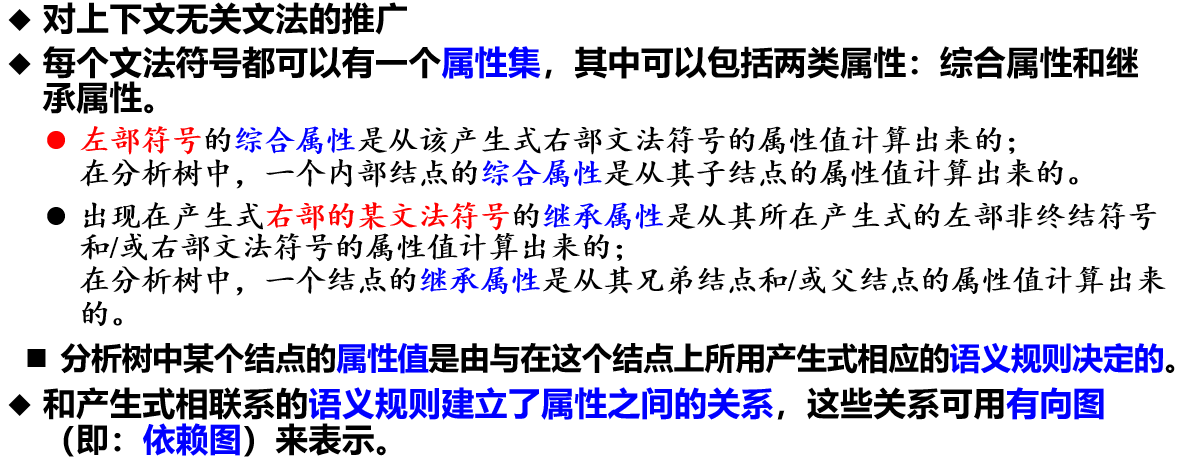 ◆ 对上下文无关文法的推广
◆ 每个文法符号都可以有一个属性集，其中可以包括两类属性：综合属性和继
承属性。
● 左部符号的综合属性是从该产生式右部文法符号的属性值计算出来的；
在分析树中，一个内部结点的综合属性是从其子结点的属性值计算出来的。
● 出现在产生式右部的某文法符号的继承属性是从其所在产生式的左部非终结符号
和/或右部文法符号的属性值计算出来的；
在分析树中，一个结点的继承属性是从其兄弟结点和/或父结点的属性值计算出来
的。
■ 分析树中某个结点的属性值是由与在这个结点上所用产生式相应的语义规则决定的。
◆ 和产生式相联系的语义规则建立了属性之间的关系，这些关系可用有向图
（即：依赖图）来表示。